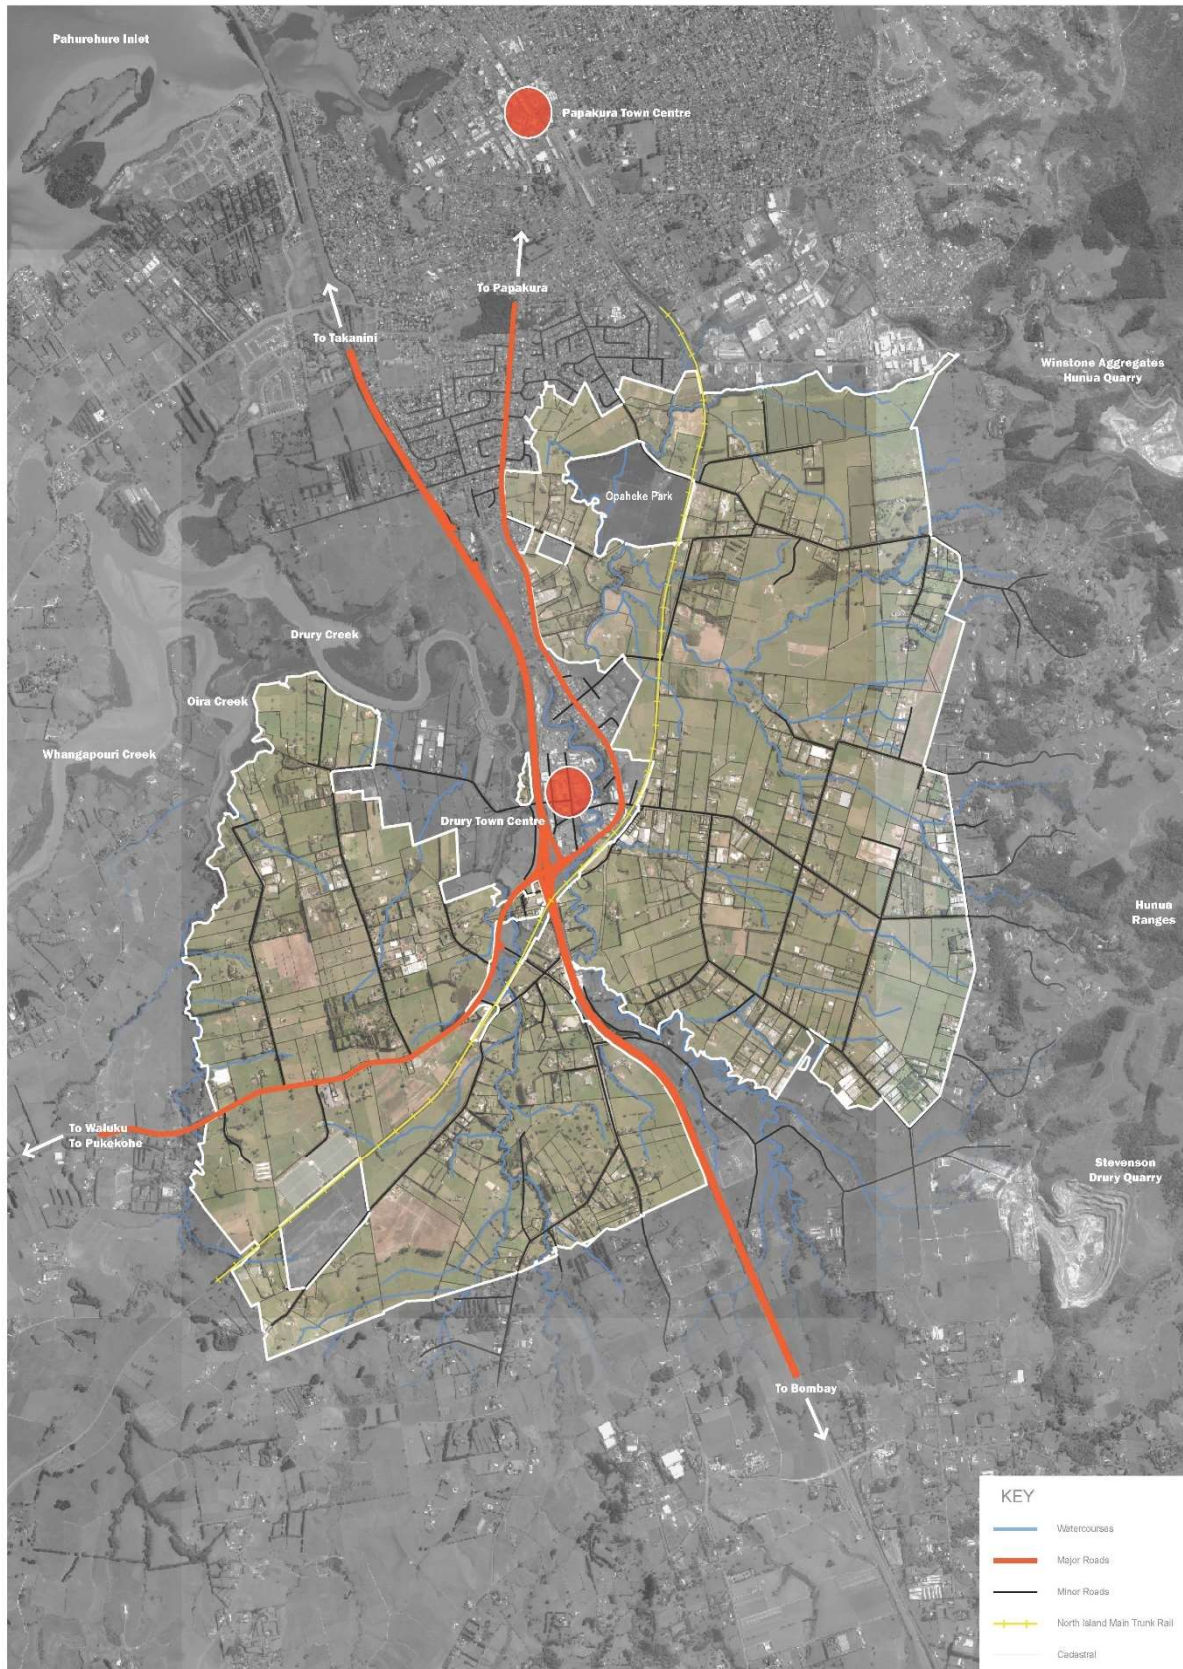 Pahurehure Inlet
Papakura Town Centre
To Papakura
To Takanini
Winstone Aggregates
Hunua Quarry
Opaheke Park
Drury Creek
Oira Creek
Whangapouri Creek
Drury Town Centre
Hunua
Ranges
To Waiuku
To Pukekohe
Stevenson
Drury Quarry
To Bombay
KEY
Watercourses
Major Roads
Minor Roads
North Island Main Trunk Rail
Cadastral